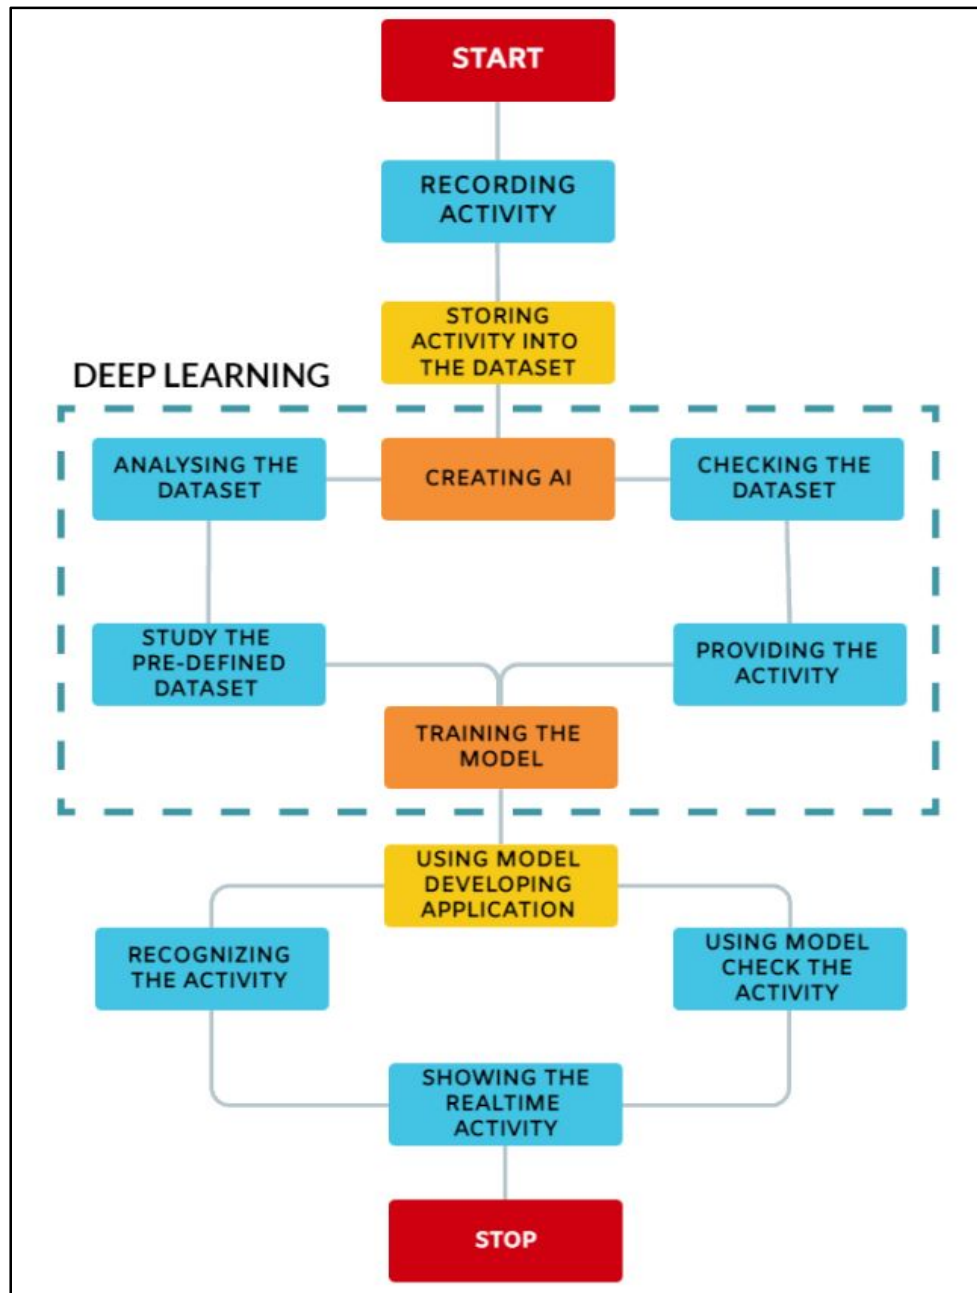 START
RECORDING
ACTIVITY
STORING
ACTIVITY INTO
THE DATASET
DEEP LEARNING
ANALYSING THE
DATASET
CREATING AI
CHECKING THE
DATASET
STUDY THE
PRE-DEFINED
DATASET
PROVIDING THE
ACTIVITY
TRAINING THE
MODEL
USING MODEL
DEVELOPING
APPLICATION
RECOGNIZING
THE ACTIVITY
USING MODEL
CHECK THE
ACTIVITY
SHOWING THE
REALTIME
ACTIVITY
STOP